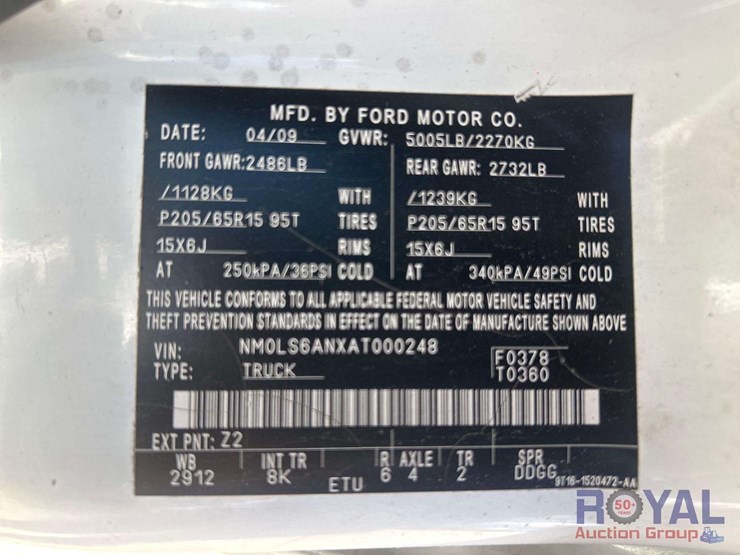 MFD. BY FORD MOTOR CO.
DATE: 04/09 GVWR: 5005LB/2270KG
FRONT GAWR:2486LB REAR GAWR: 2732LB
/1128KG WITH /1239KG WITH
P205/65R15 95T TIRES P205/65R15 95T TIRES
15X6J RIMS 15X6J RIMS
AT 250kPA/36PSI COLD AT 340kPA/49PSI COLD
THIS VEHICLE CONFORMS TO ALL APPLICABLE FEDERAL MOTOR VEHICLE SAFETY AND
THEFT PREVENTION STANDARDS IN EFFECT ON THE DATE OF MANUFACTURE SHOWN ABOVE
VIN: NM0LS6ANXAT000248 F0378
TYPE: TRUCK T0360
EXT PNT: Z2
WB INT TR R AXLE TR SPR
2912 8K 6 4 2 DDGG
ETU
9T16-1520472-AA
ROYAL
50+
YEARS
Auction Group